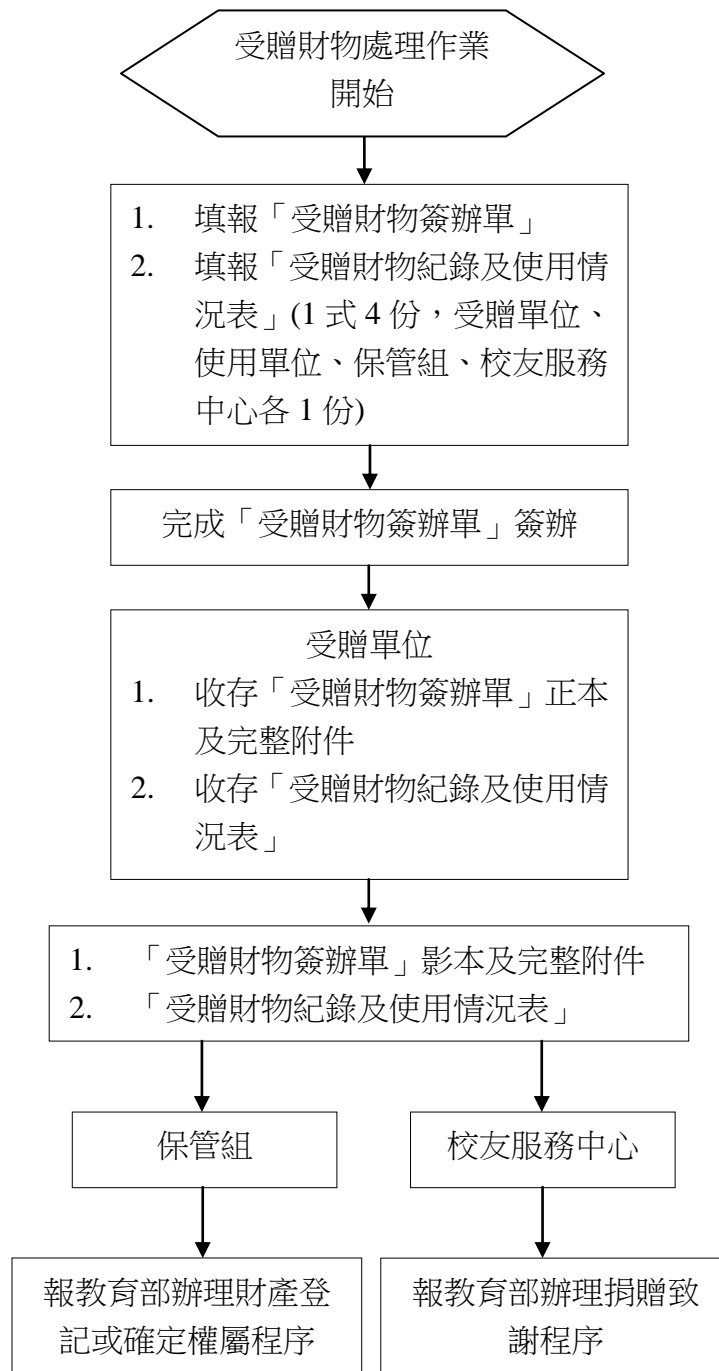 受贈財物處理作業
開始
1. 填報「受贈財物簽辦單」
2. 填報「受贈財物紀錄及使用情
況表」(1 式 4 份，受贈單位、
使用單位、保管組、校友服務
中心各 1 份)
完成「受贈財物簽辦單」簽辦
受贈單位
1. 收存「受贈財物簽辦單」正本
及完整附件
2. 收存「受贈財物紀錄及使用情
況表」
1. 「受贈財物簽辦單」影本及完整附件
2. 「受贈財物紀錄及使用情況表」
保管組
校友服務中心
報教育部辦理財產登
記或確定權屬程序
報教育部辦理捐贈致
謝程序